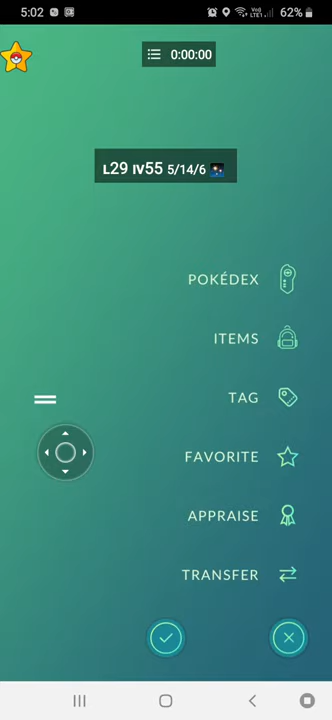 5:02
62%
0:00:00
L29 IV55 5/14/6
POKÉDEX
ITEMS
TAG
FAVORITE
APPRAISE
TRANSFER